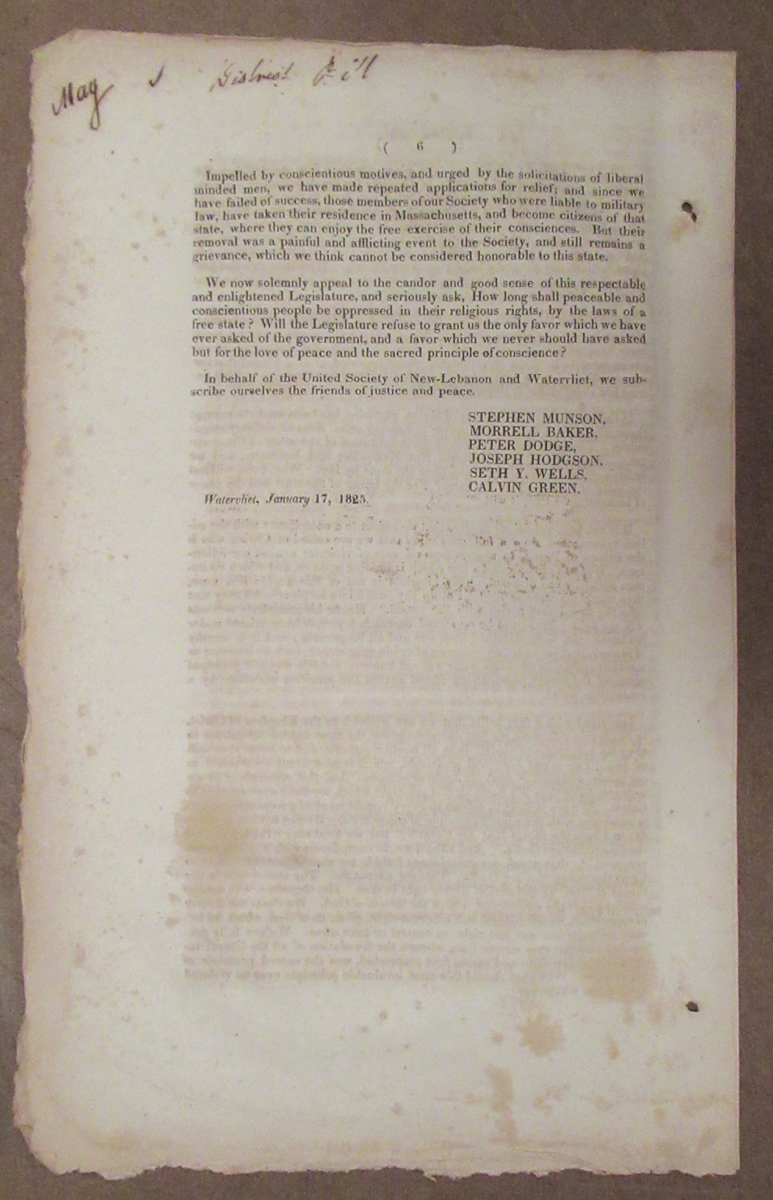 May
( 6 )
Impelled by conscientious motives, and urged by the solicitations of liberal
minded men, we have made repeated applications for relief; and since we
have failed of success, those members of our Society who were liable to military
law, have taken their residence in Massachusetts, and become citizens of that
state, where they can enjoy the free exercise of their consciences. But their
removal was a painful and afflicting event to the Society, and still remains a
grievance, which we think cannot be considered honorable to this state.
We now solemnly appeal to the candor and good sense of this respectable
and enlightened Legislature, and seriously ask, How long shall peaceable and
conscientious people be oppressed in their religious rights, by the laws of a
free state? Will the Legislature refuse to grant us the only favor which we have
ever asked of the government, and a favor which we never should have asked
but for the love of peace and the sacred principle of conscience?
In behalf of the United Society of New-Lebanon and Watervliet, we sub-
scribe ourselves the friends of justice and peace.
STEPHEN MUNSON,
MORRELL BAKER,
PETER DODGE,
JOSEPH HODGSON,
SETH Y. WELLS,
CALVIN GREEN.
Watervliet, January 17, 1825.